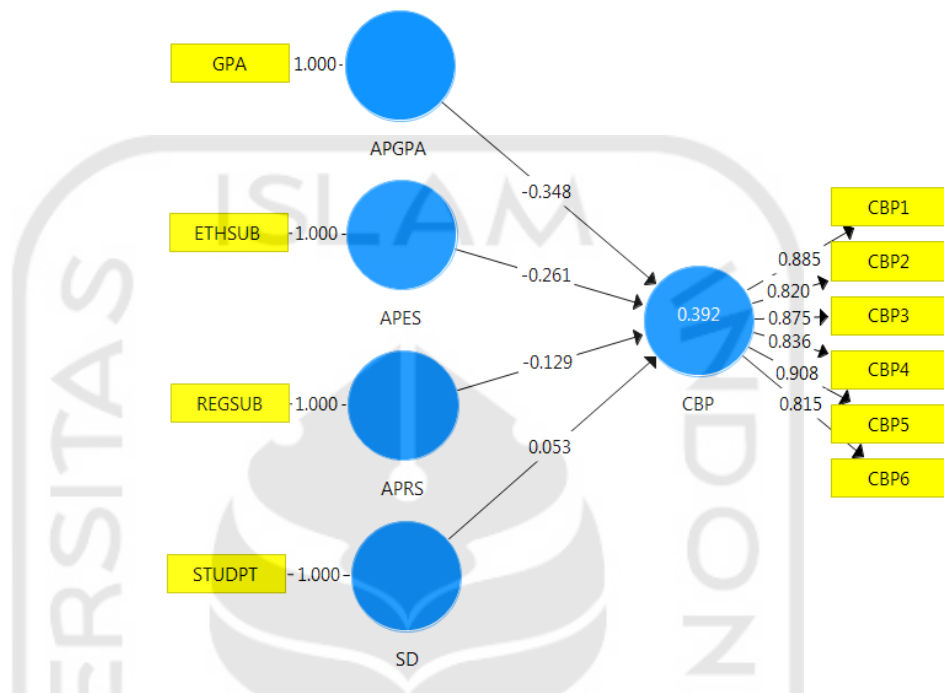 GPA
1.000
APGPA
-0.348
ETHSUB
1.000
APES
-0.261
REGSUB
1.000
APRS
-0.129
STUDPT
1.000
SD
0.053
0.392
CBP
0.885
0.820
0.875
0.836
0.908
0.815
CBP1
CBP2
CBP3
CBP4
CBP5
CBP6
ISLAM